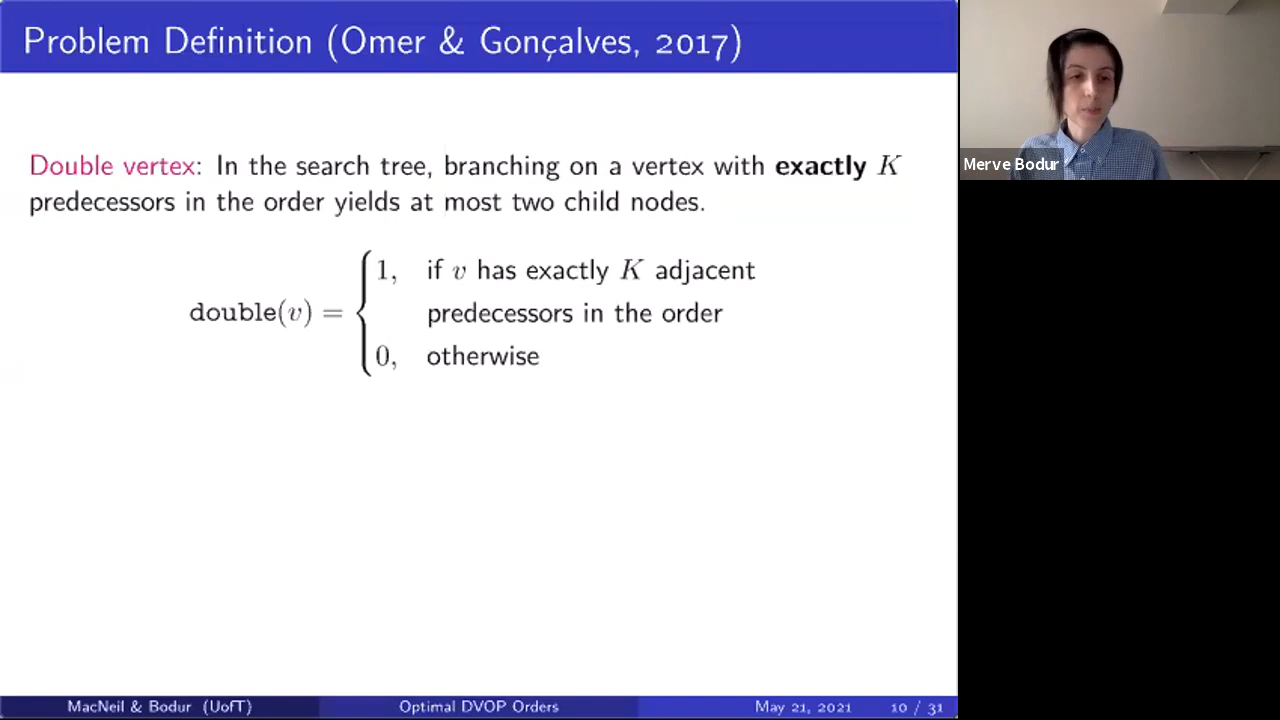 Problem Definition (Omer & Gonçalves, 2017)
Merve Bodur
Double vertex: In the search tree, branching on a vertex with exactly K
predecessors in the order yields at most two child nodes.
1, if v has exactly K adjacent
predecessors in the order
double(v) =
0, otherwise
MacNeil & Bodur (UofT) Optimal DVOP Orders May 21, 2021 10 / 31